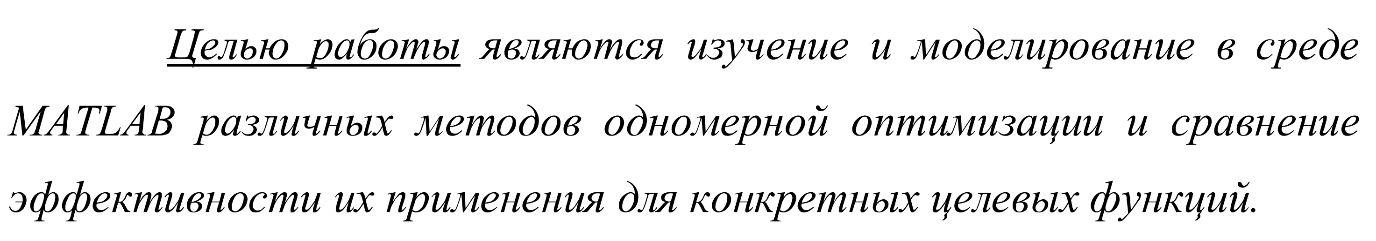 Целью работы являются изучение и моделирование в среде
MATLAB различных методов одномерной оптимизации и сравнение
эффективности их применения для конкретных целевых функций.